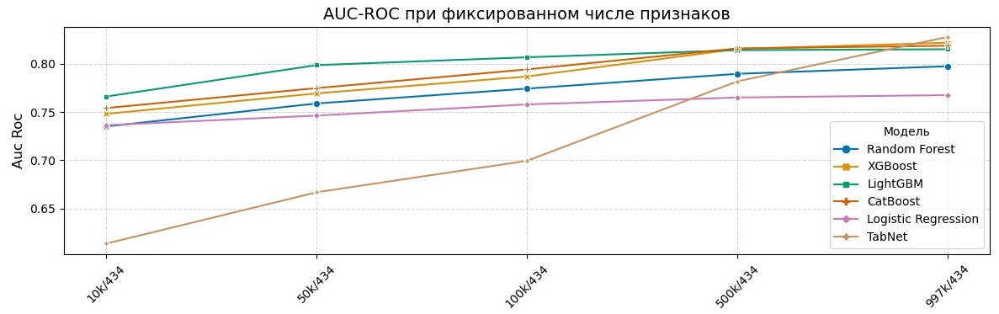 AUC-ROC при фиксированном числе признаков
Auc Roc
0.80
0.75
0.70
0.65
10k/434
50k/434
100k/434
500k/434
997k/434
Модель
Random Forest
XGBoost
LightGBM
CatBoost
Logistic Regression
TabNet